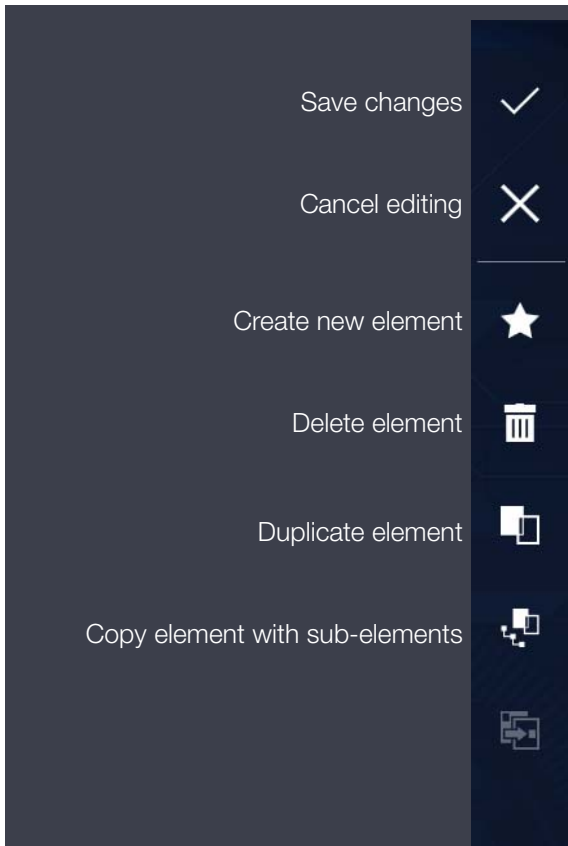 Save changes
Cancel editing
Create new element
Delete element
Duplicate element
Copy element with sub-elements